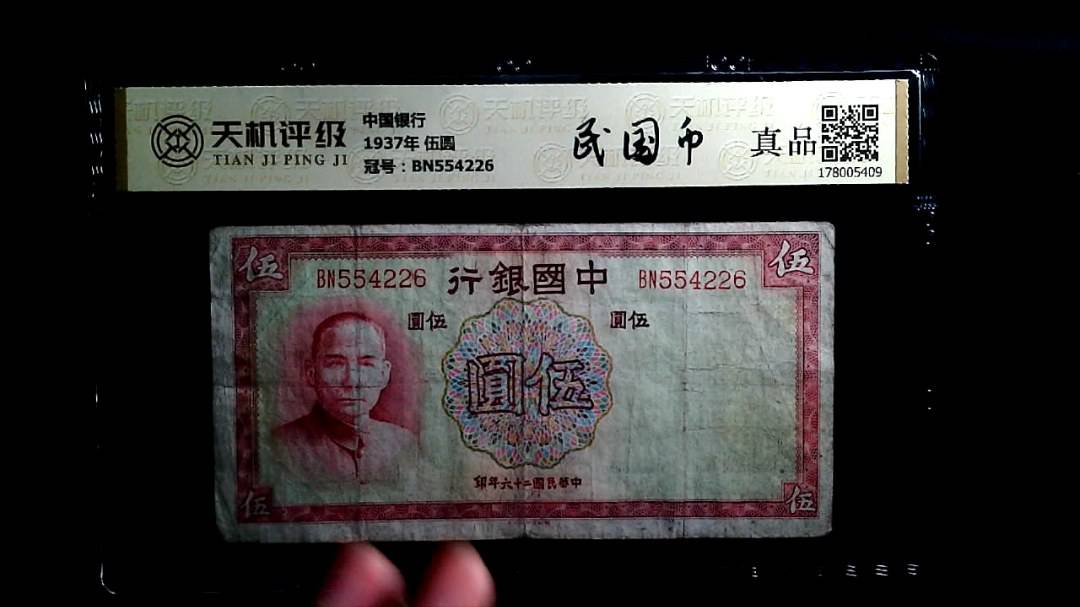 天机评级
TIAN JI PING JI
中国银行
1937年 伍圆
冠号：BN554226
民国币
真品
178005409
伍
伍
BN554226
行銀國中
BN554226
圓伍
圓伍
圓伍
印年六十二國民華中
伍
伍